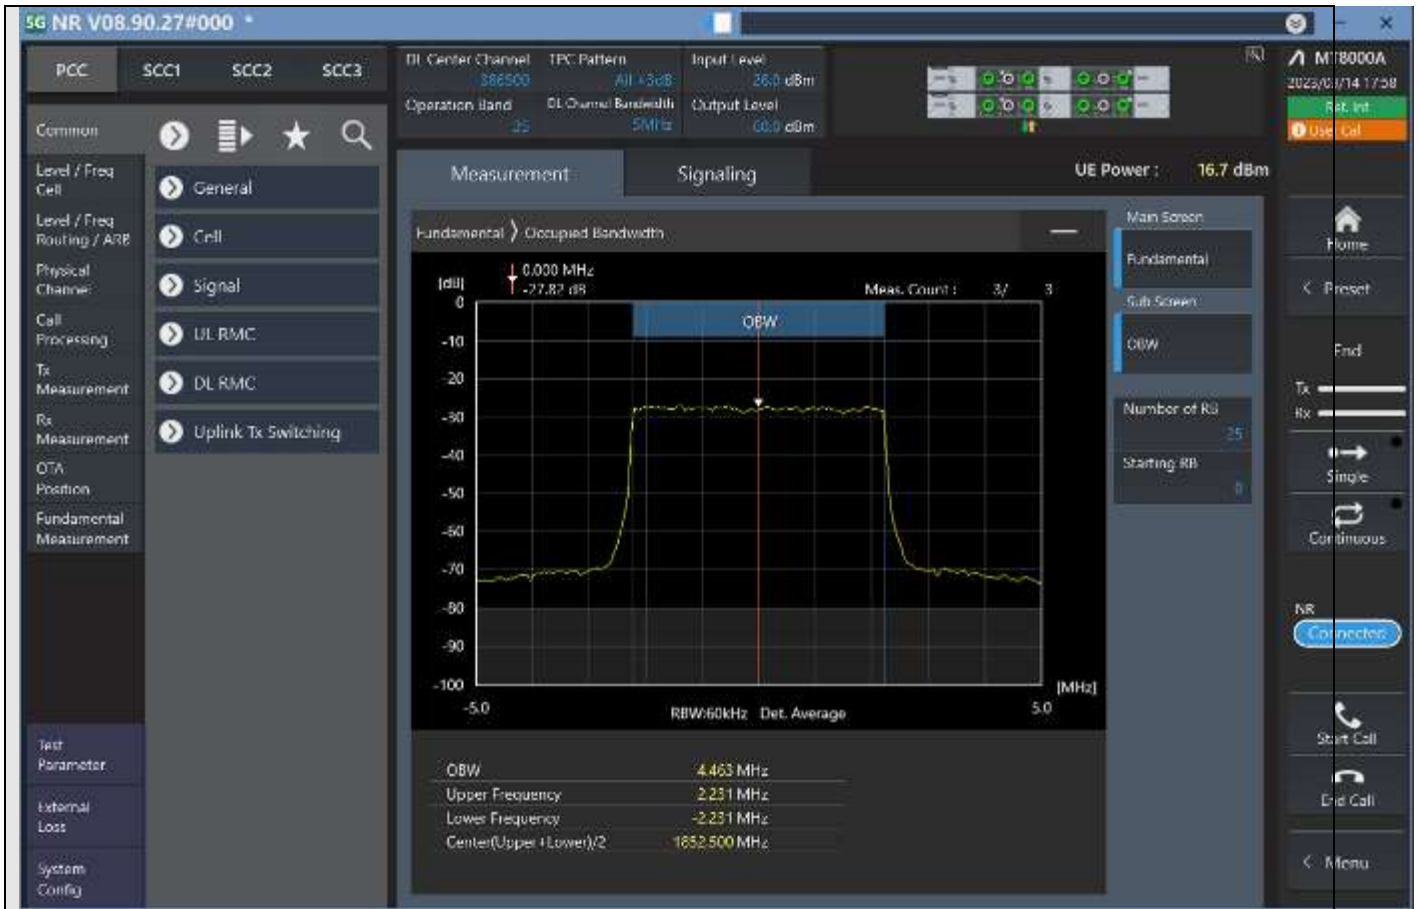 5G NR V08.90.27#000 *
PCC SCC1 SCC2 SCC3
DL Center Channel 386500
TPC Pattern All +3dB
Input Level 26.0 dBm
Operation Band 25
DL Channel Bandwidth 5MHz
Output Level
dBm
MT8000A
2023/03/14 17:58
Ref. Int
User Cal
Common
Level / Freq
Cell
Level / Freq
Routing / ARB
Physical
Channel
Call
Processing
Tx
Measurement
Rx
Measurement
OTA
Position
Fundamental
Measurement
Test
Parameter
External
Loss
System
Config
General
Cell
Signal
UL RMC
DL RMC
Uplink Tx Switching
Measurement Signaling
UE Power : 16.7 dBm
Fundamental ❭ Occupied Bandwidth
0.000 MHz
-27.82 dB
Meas. Count : 3/ 3
[dB]
OBW
0
-10
-20
-30
-40
-50
-60
-70
-80
-90
-100
[MHz]
-5.0 RBW:60kHz Det. Average 5.0
OBW 4.463 MHz
Upper Frequency 2.231 MHz
Lower Frequency -2.231 MHz
Center(Upper+Lower)/2 1852.500 MHz
Main Screen
Fundamental
Sub Screen
OBW
Number of RB
25
Starting RB
0
Home
< Preset
End
Tx
Rx
Single
Continuous
NR
Connected
Start Call
End Call
< Menu